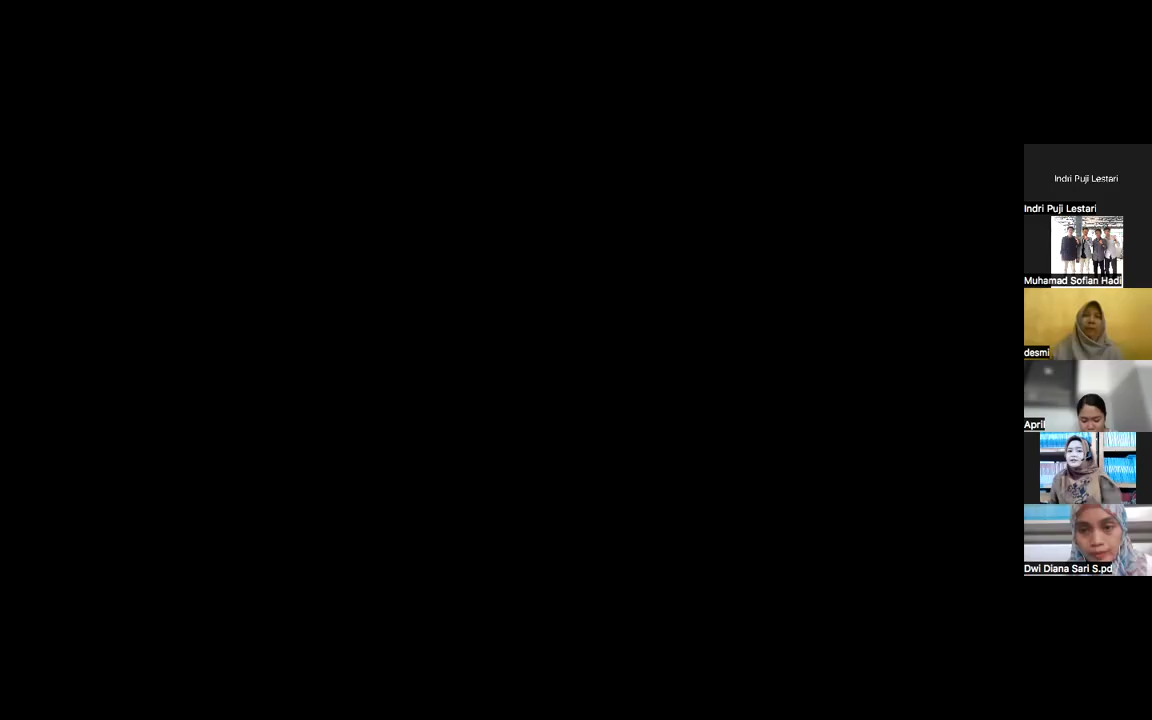 Indri Puji Lestari
Indri Puji Lestari
Muhamad Sofian Hadi
desmi
April
Dwi Diana Sari S.pd